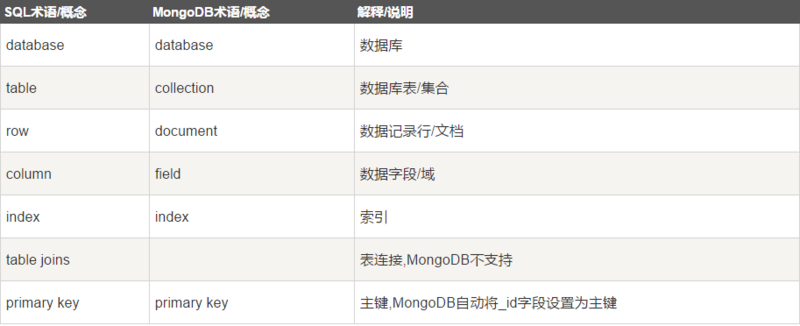 SQL术语/概念 MongoDB术语/概念 解释/说明
database database 数据库
table collection 数据库表/集合
row document 数据记录行/文档
column field 数据字段/域
index index 索引
table joins 表连接,MongoDB不支持
primary key primary key 主键,MongoDB自动将_id字段设置为主键